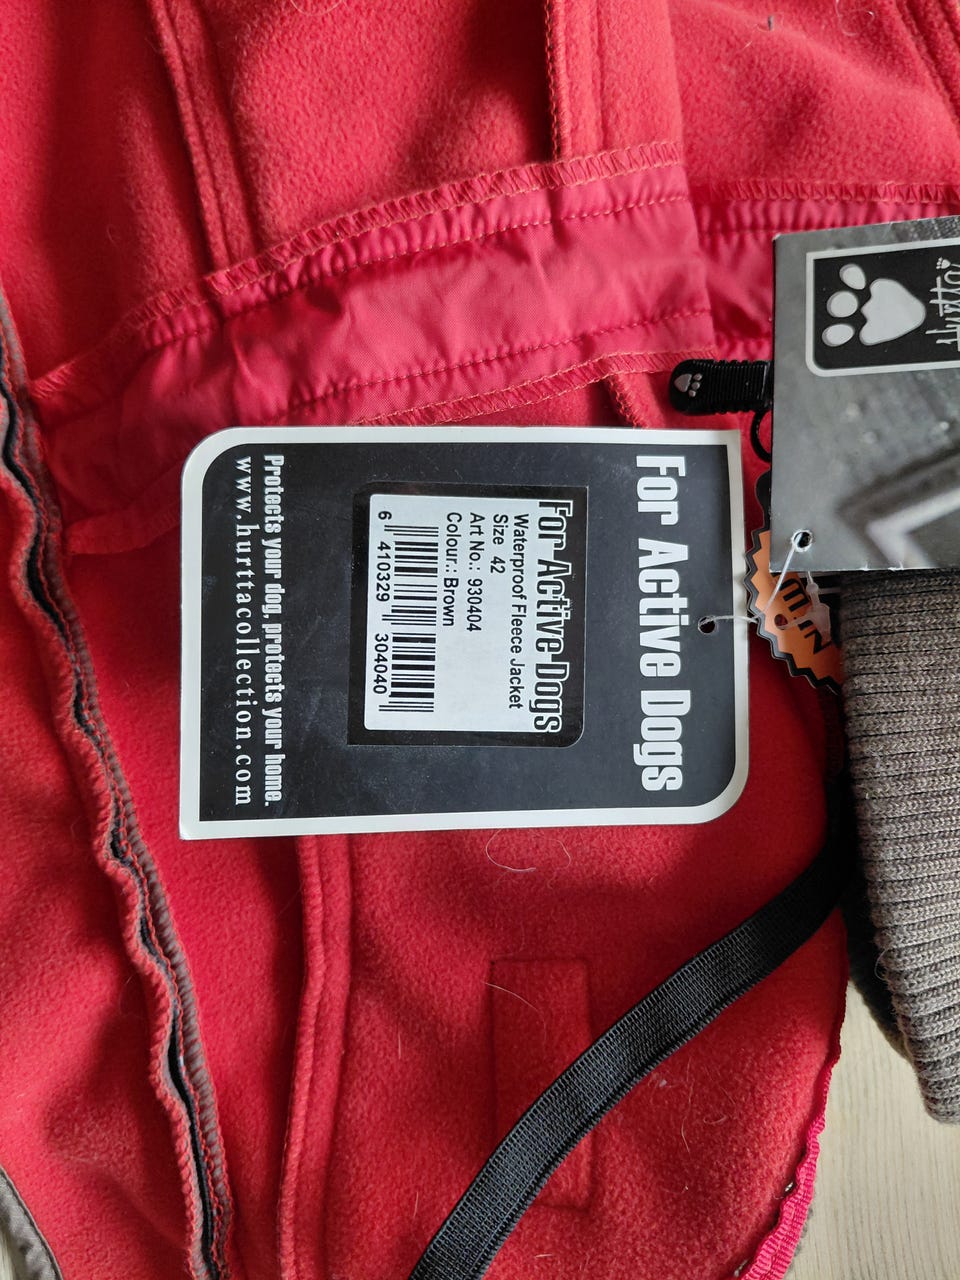 For Active Dogs
For Active Dogs
Waterproof Fleece Jacket
Size 42
Art No.: 930404
Colour.: Brown
6 410329 304040
Protects your dog, protects your home.
www.hurttacollection.com